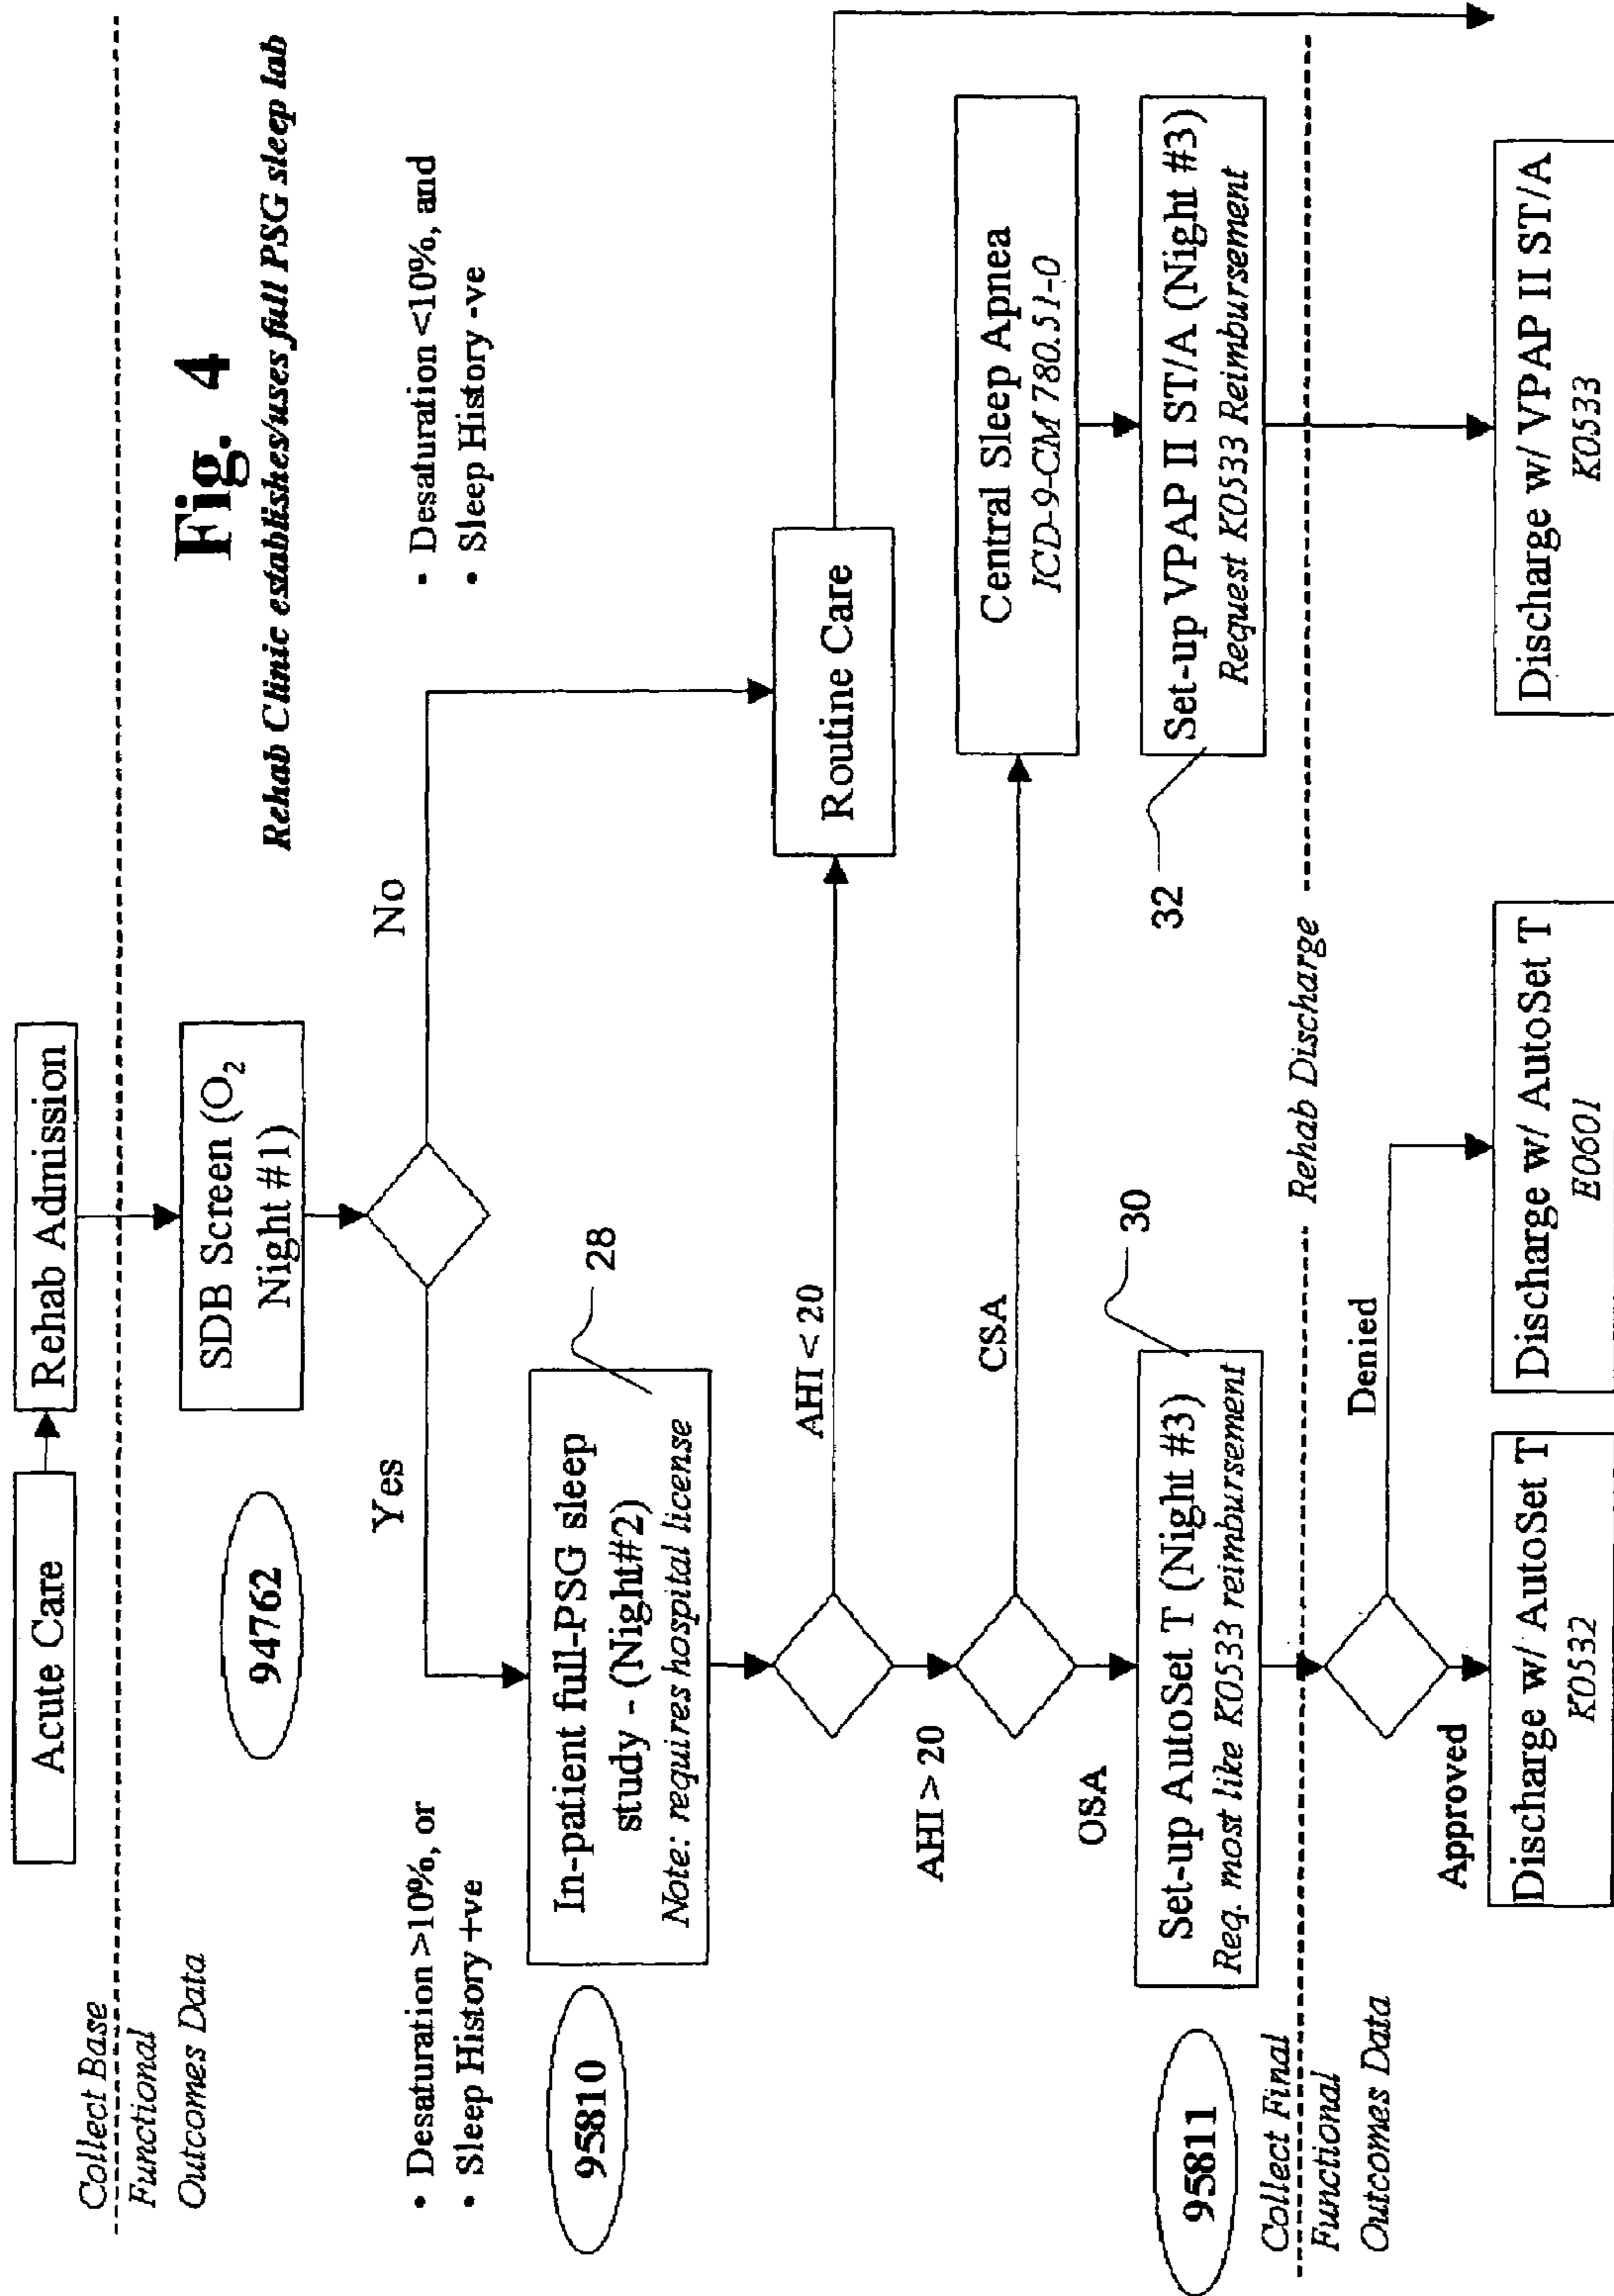 Acute Care
Rehab Admission
Collect Base
Functional
Outcomes Data
Fig. 4
Rehab Clinic establishes/uses full PSG sleep lab
94762
SDB Screen (O₂
Night #1)
Yes
No
• Desaturation >10%, or
• Sleep History +ve
• Desaturation <10%, and
• Sleep History -ve
95810
In-patient full-PSG sleep
study - (Night#2)
Note: requires hospital license
28
AHI < 20
Routine Care
AHI > 20
CSA
Central Sleep Apnea
ICD-9-CM 780.51-0
OSA
95811
Set-up AutoSet T (Night #3)
Req. most like K0533 reimbursement
30
32
Set-up VPAP II ST/A (Night #3)
Request K0533 Reimbursement
Collect Final
Functional
Outcomes Data
Rehab Discharge
Approved
Denied
Discharge w/ AutoSet T
K0532
Discharge w/ AutoSet T
E0601
Discharge w/ VPAP II ST/A
K0533